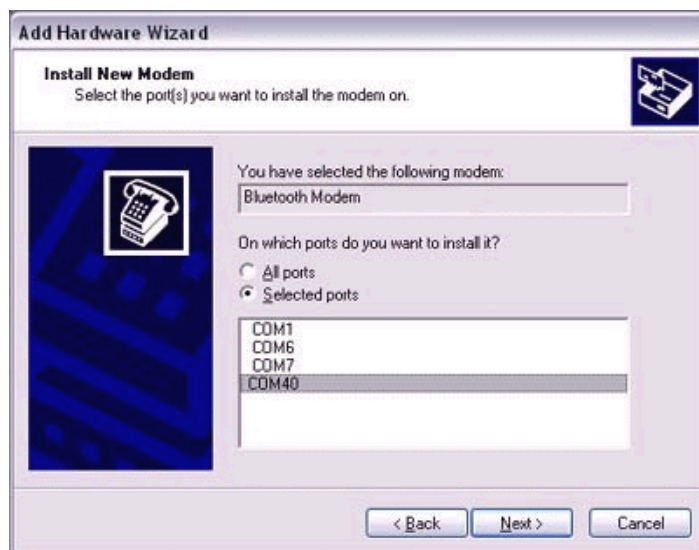 Add Hardware Wizard
Install New Modem
Select the port(s) you want to install the modem on.
You have selected the following modem:
Bluetooth Modem
On which ports do you want to install it?
All ports
Selected ports
COM1
COM6
COM7
COM40
< Back
Next >
Cancel